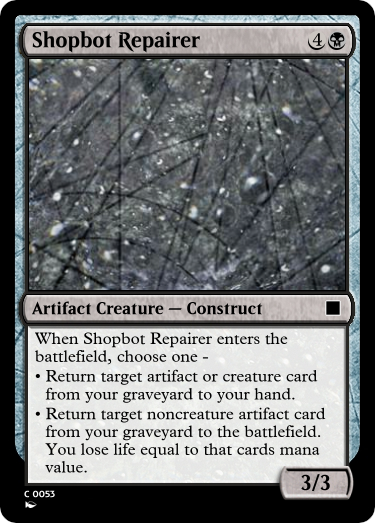 Shopbot Repairer 4
Artifact Creature — Construct
When Shopbot Repairer enters the
battlefield, choose one -
• Return target artifact or creature card
from your graveyard to your hand.
• Return target noncreature artifact card
from your graveyard to the battlefield.
You lose life equal to that cards mana
value.
3/3
C 0053